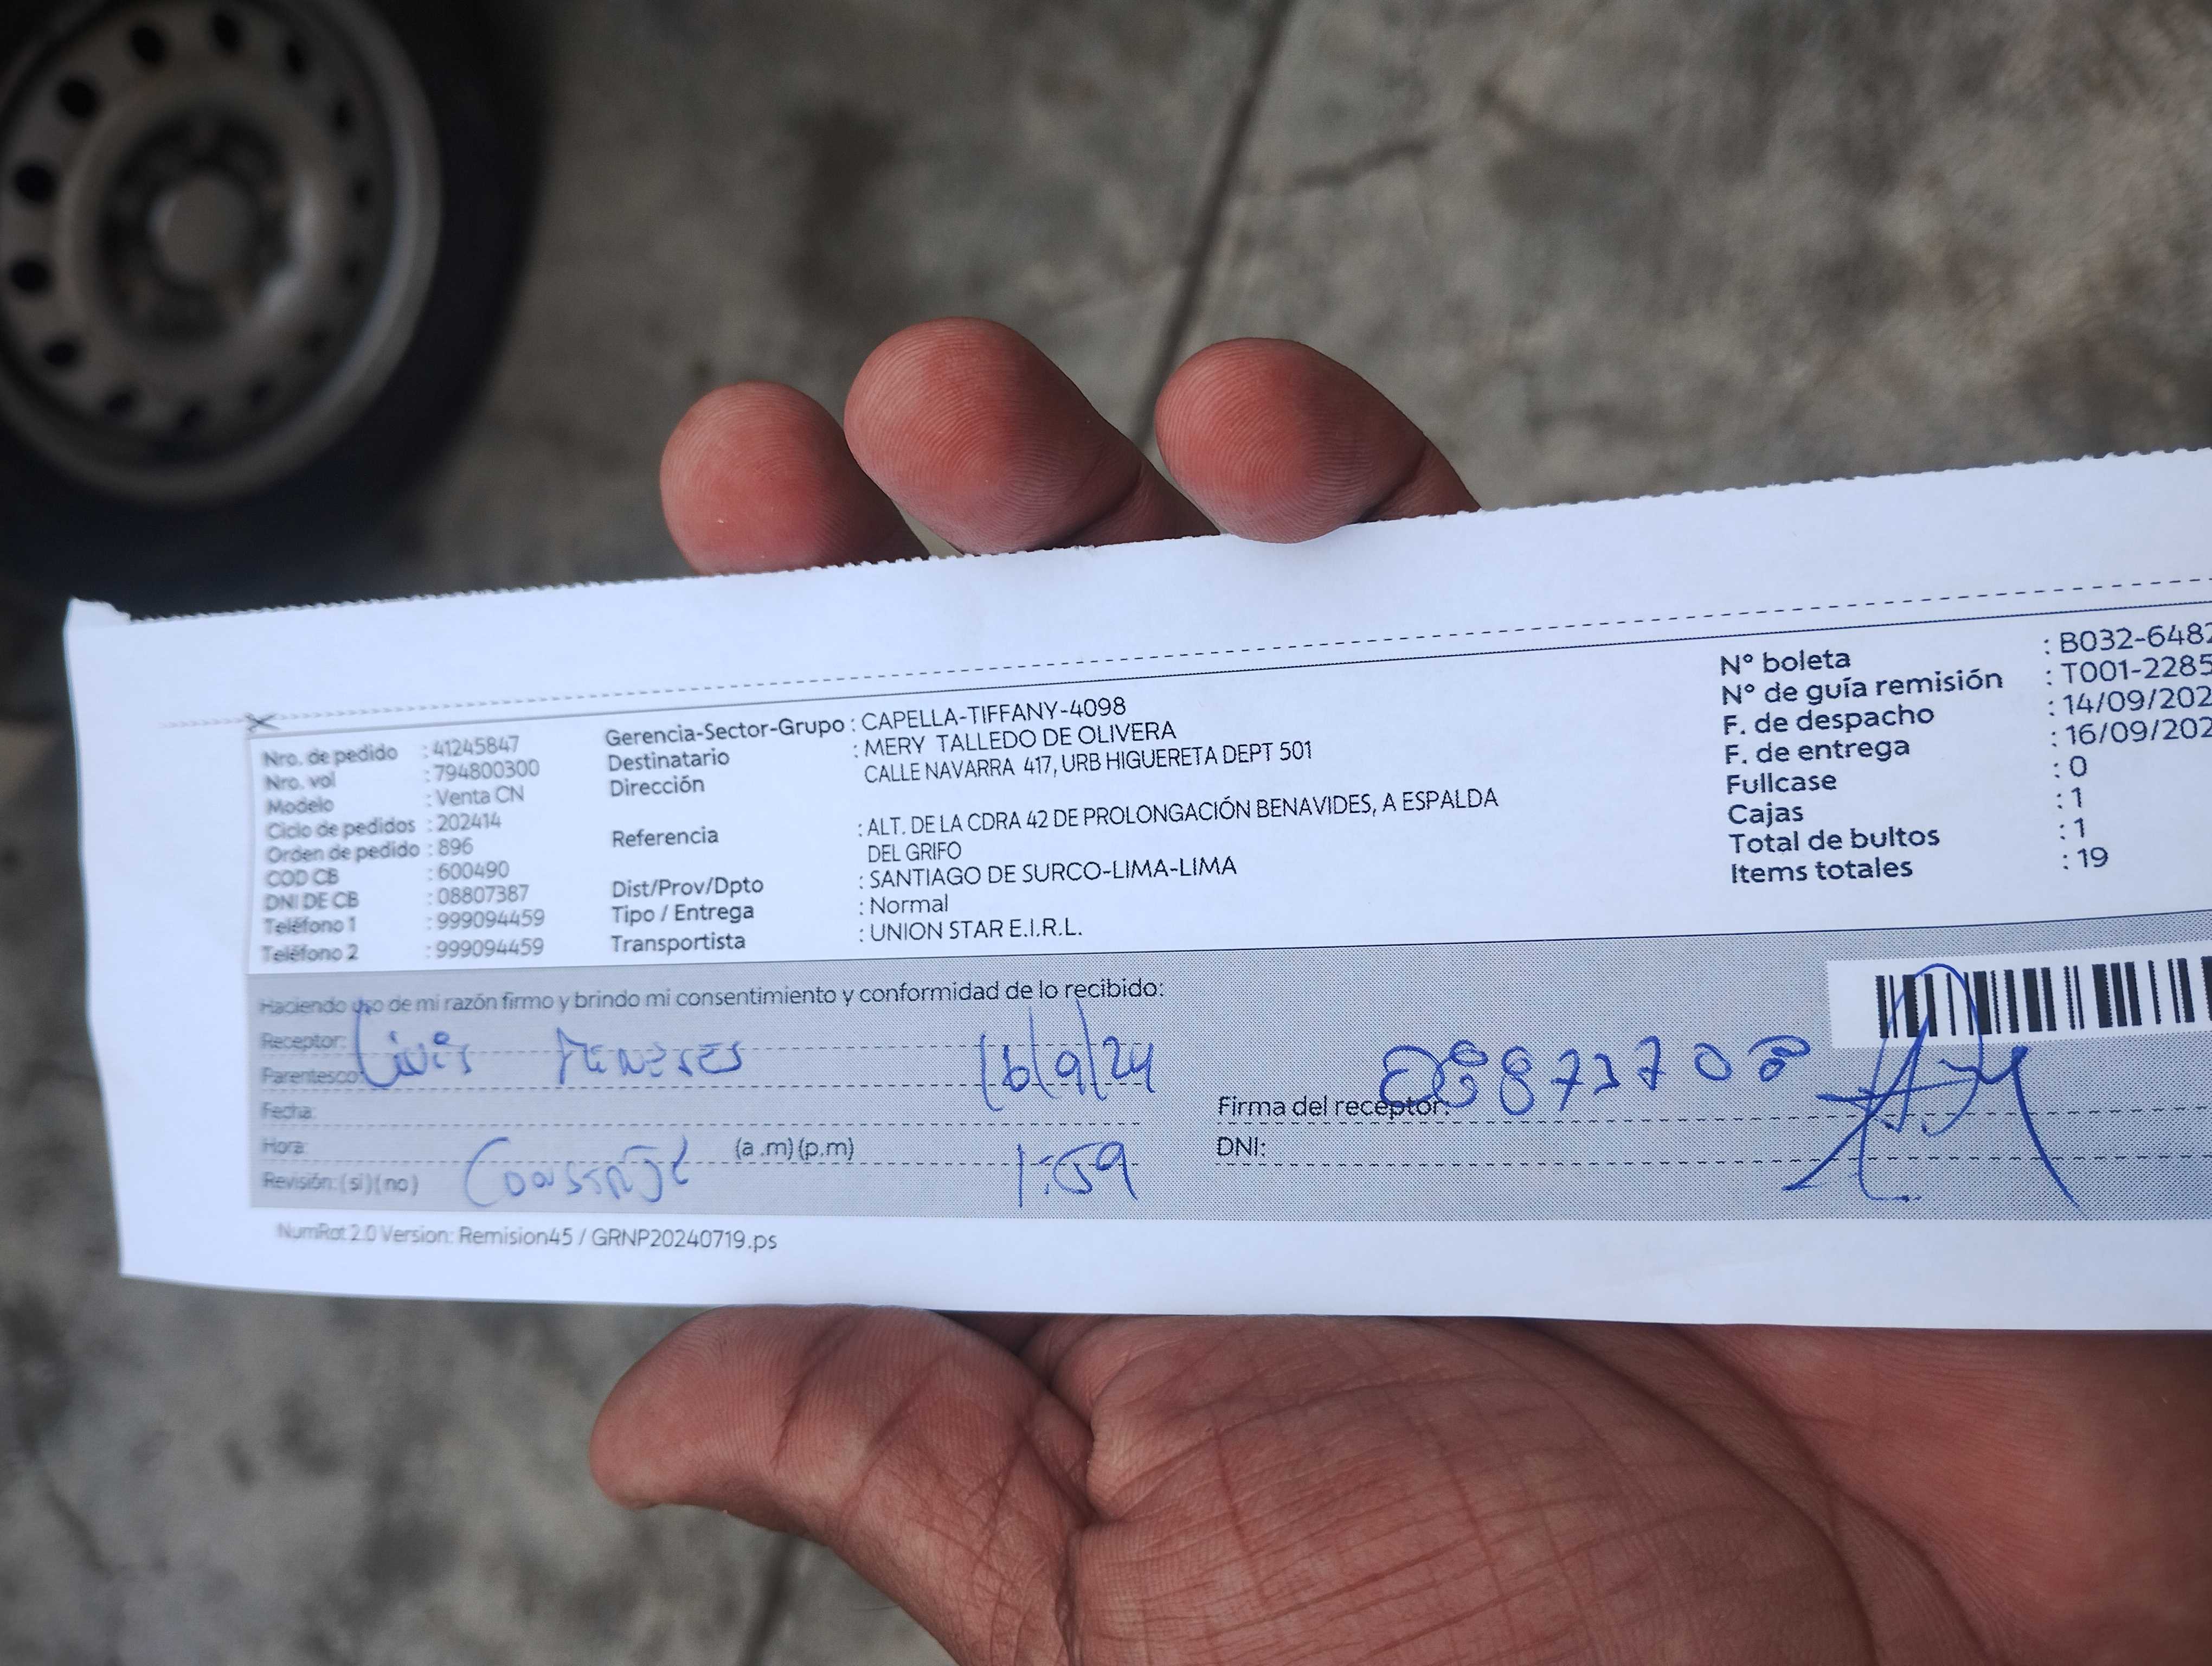 Nro. de pedido : 41245847
Nro. vol : 794800300
Modelo : Venta CN
Ciclo de pedidos : 202414
Orden de pedido : 896
COD CB : 600490
DNI DE CB : 08807387
Teléfono 1 : 999094459
Teléfono 2 : 999094459
Gerencia-Sector-Grupo : CAPELLA-TIFFANY-4098
Destinatario : MERY TALLEDO DE OLIVERA
Dirección CALLE NAVARRA 417, URB HIGUERETA DEPT 501
Referencia : ALT. DE LA CDRA 42 DE PROLONGACIÓN BENAVIDES, A ESPALDA
DEL GRIFO
Dist/Prov/Dpto : SANTIAGO DE SURCO-LIMA-LIMA
Tipo / Entrega : Normal
Transportista : UNION STAR E.I.R.L.
N° boleta : B032-6482
N° de guía remisión : T001-2285
F. de despacho : 14/09/202
F. de entrega : 16/09/202
Fullcase : 0
Cajas : 1
Total de bultos : 1
Items totales : 19
Haciendo uso de mi razón firmo y brindo mi consentimiento y conformidad de lo recibido:
Receptor: Luis Meneses 16/9/24
Parentesco:
Fecha:
Hora: (a.m) (p.m) 1:59
Revisión: (si) (no)
Firma del receptor:
DNI:
NumRot 2.0 Version: Remision45 / GRNP20240719.ps